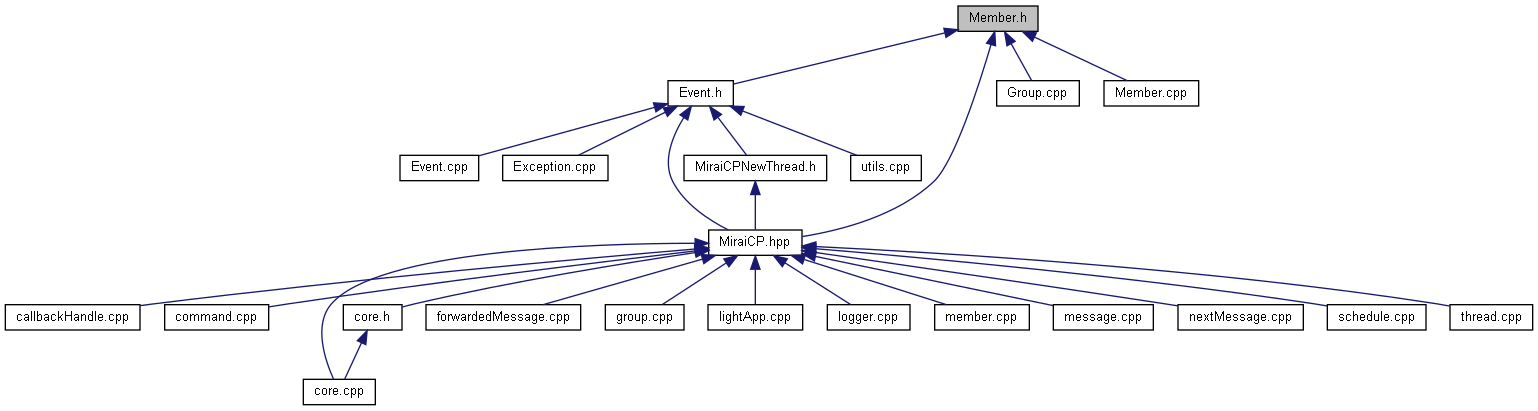 Member.h
Event.h
Group.cpp
Member.cpp
Event.cpp
Exception.cpp
MiraiCPNewThread.h
utils.cpp
MiraiCP.hpp
callbackHandle.cpp
command.cpp
core.h
forwardedMessage.cpp
group.cpp
lightApp.cpp
logger.cpp
member.cpp
message.cpp
nextMessage.cpp
schedule.cpp
thread.cpp
core.cpp